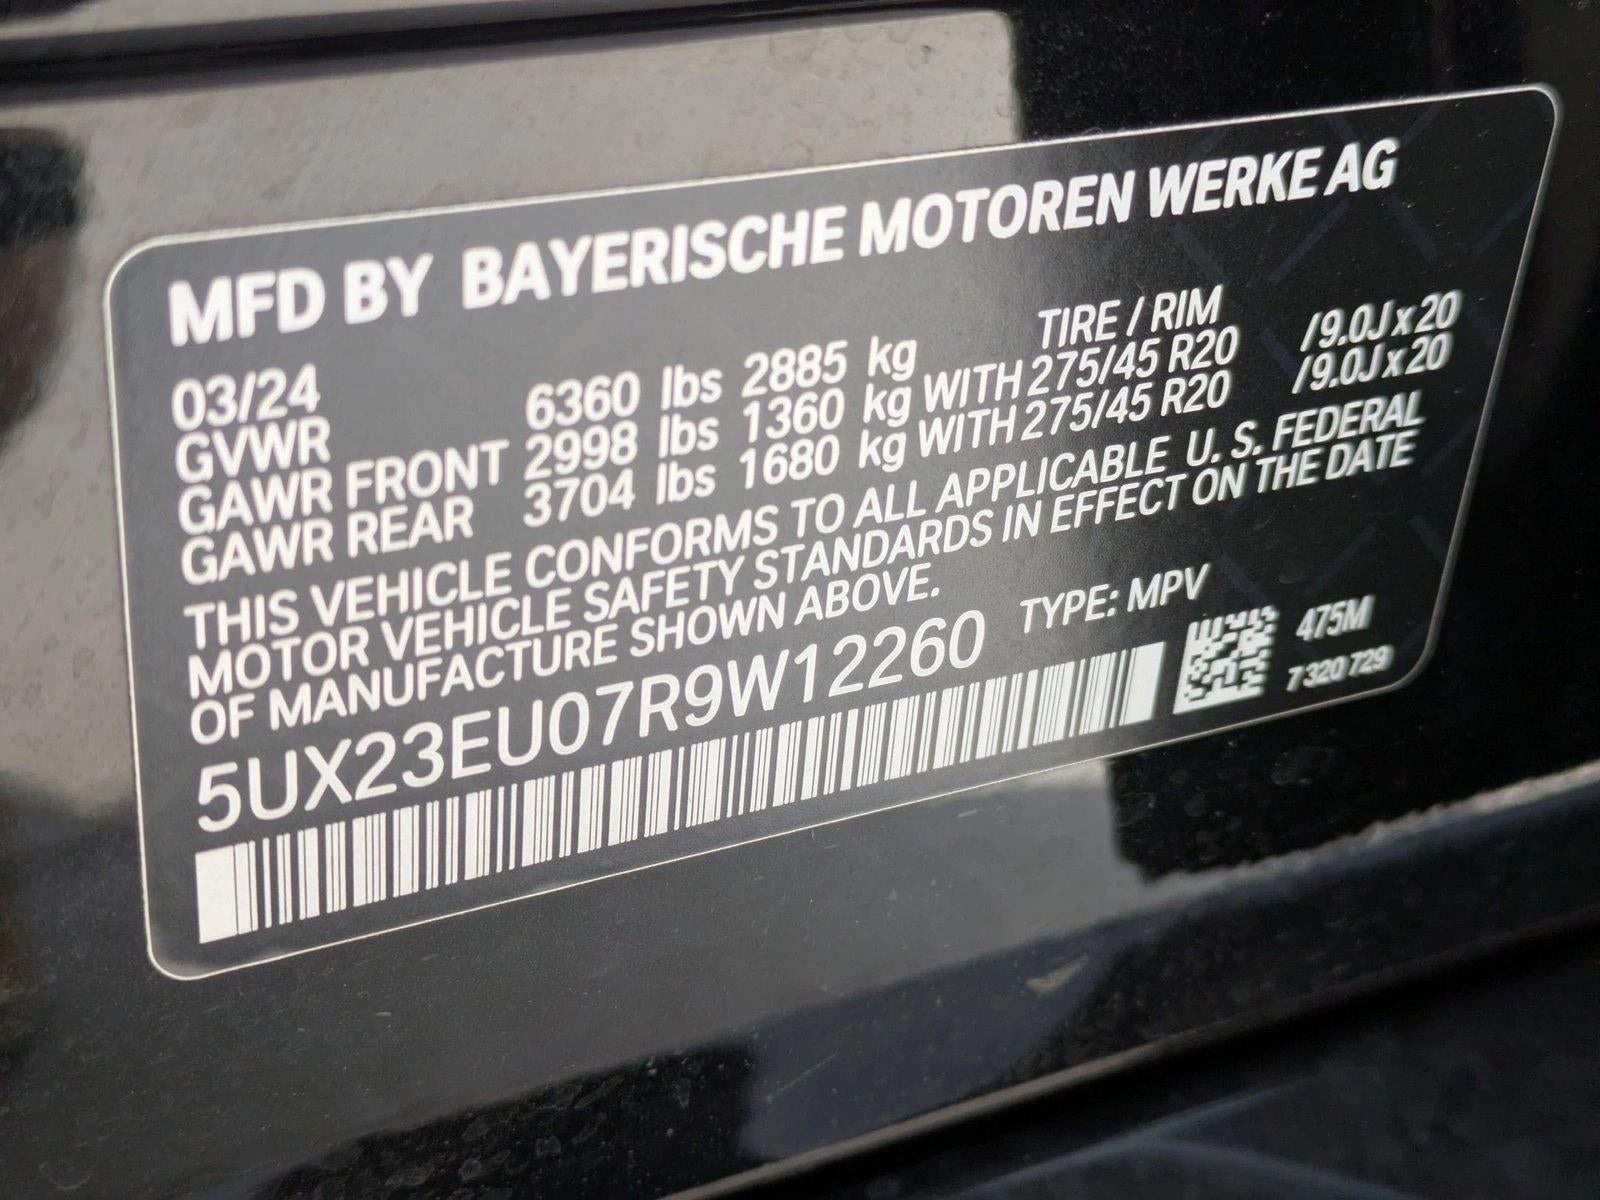 MFD BY BAYERISCHE MOTOREN WERKE AG
03/24 TIRE / RIM
GVWR 6360 lbs 2885 kg
GAWR FRONT 2998 lbs 1360 kg WITH 275/45 R20 /9.0J x 20
GAWR REAR 3704 lbs 1680 kg WITH 275/45 R20 /9.0J x 20
THIS VEHICLE CONFORMS TO ALL APPLICABLE U. S. FEDERAL
MOTOR VEHICLE SAFETY STANDARDS IN EFFECT ON THE DATE
OF MANUFACTURE SHOWN ABOVE.
5UX23EU07R9W12260 TYPE: MPV
475M
7 320 729